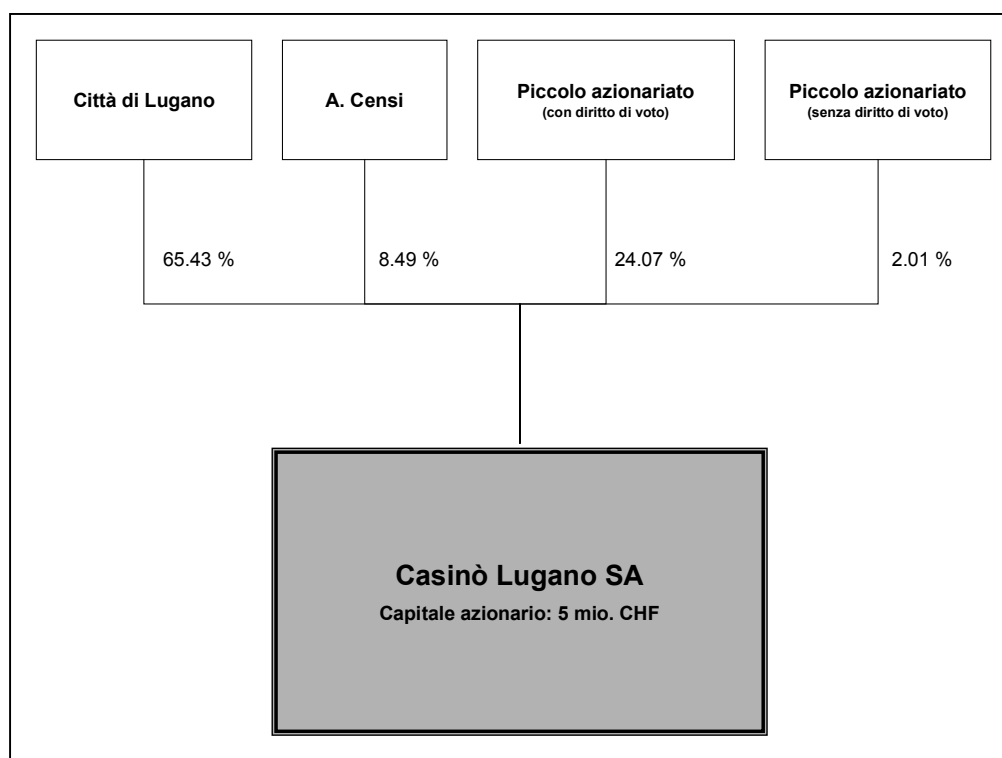 Città di Lugano
A. Censi
Piccolo azionariato
(con diritto di voto)
Piccolo azionariato
(senza diritto di voto)
65.43 %
8.49 %
24.07 %
2.01 %
Casinò Lugano SA
Capitale azionario: 5 mio. CHF